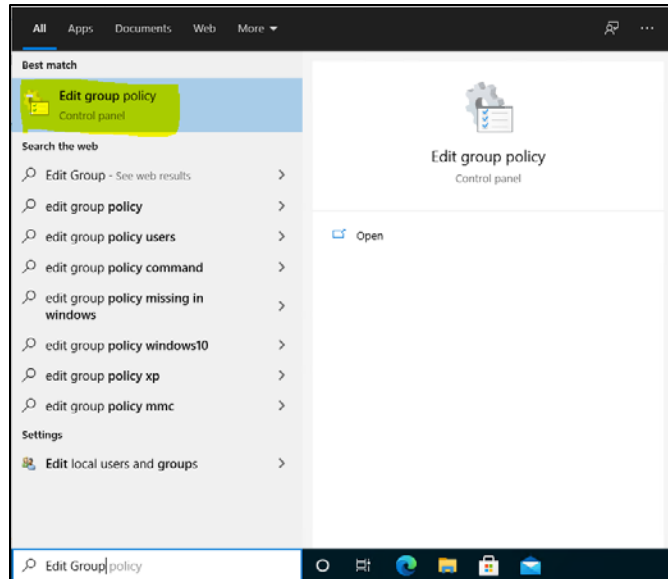 All Apps Documents Web More
Best match
Edit group policy
Control panel
Search the web
Edit Group - See web results
edit group policy
edit group policy users
edit group policy command
edit group policy missing in
windows
edit group policy windows10
edit group policy xp
edit group policy mmc
Settings
Edit local users and groups
Edit group policy
Control panel
Open
Edit Group policy